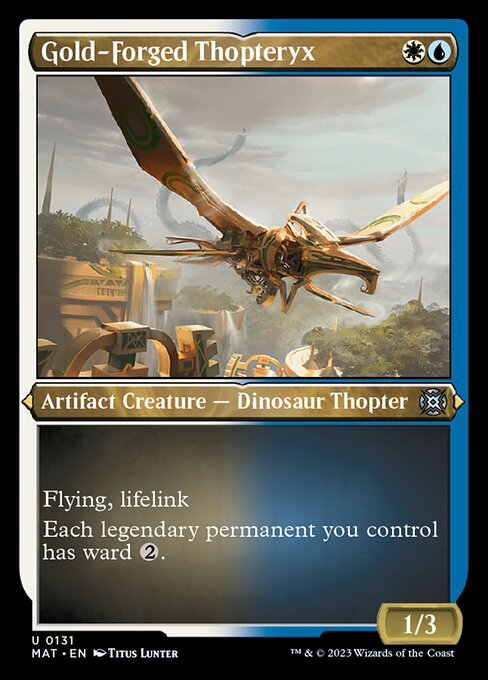 Gold-Forged Thopteryx
Artifact Creature — Dinosaur Thopter
Flying, lifelink
Each legendary permanent you control
has ward 2.
1/3
U 0131
MAT • EN Titus Lunter
™ & © 2023 Wizards of the Coast